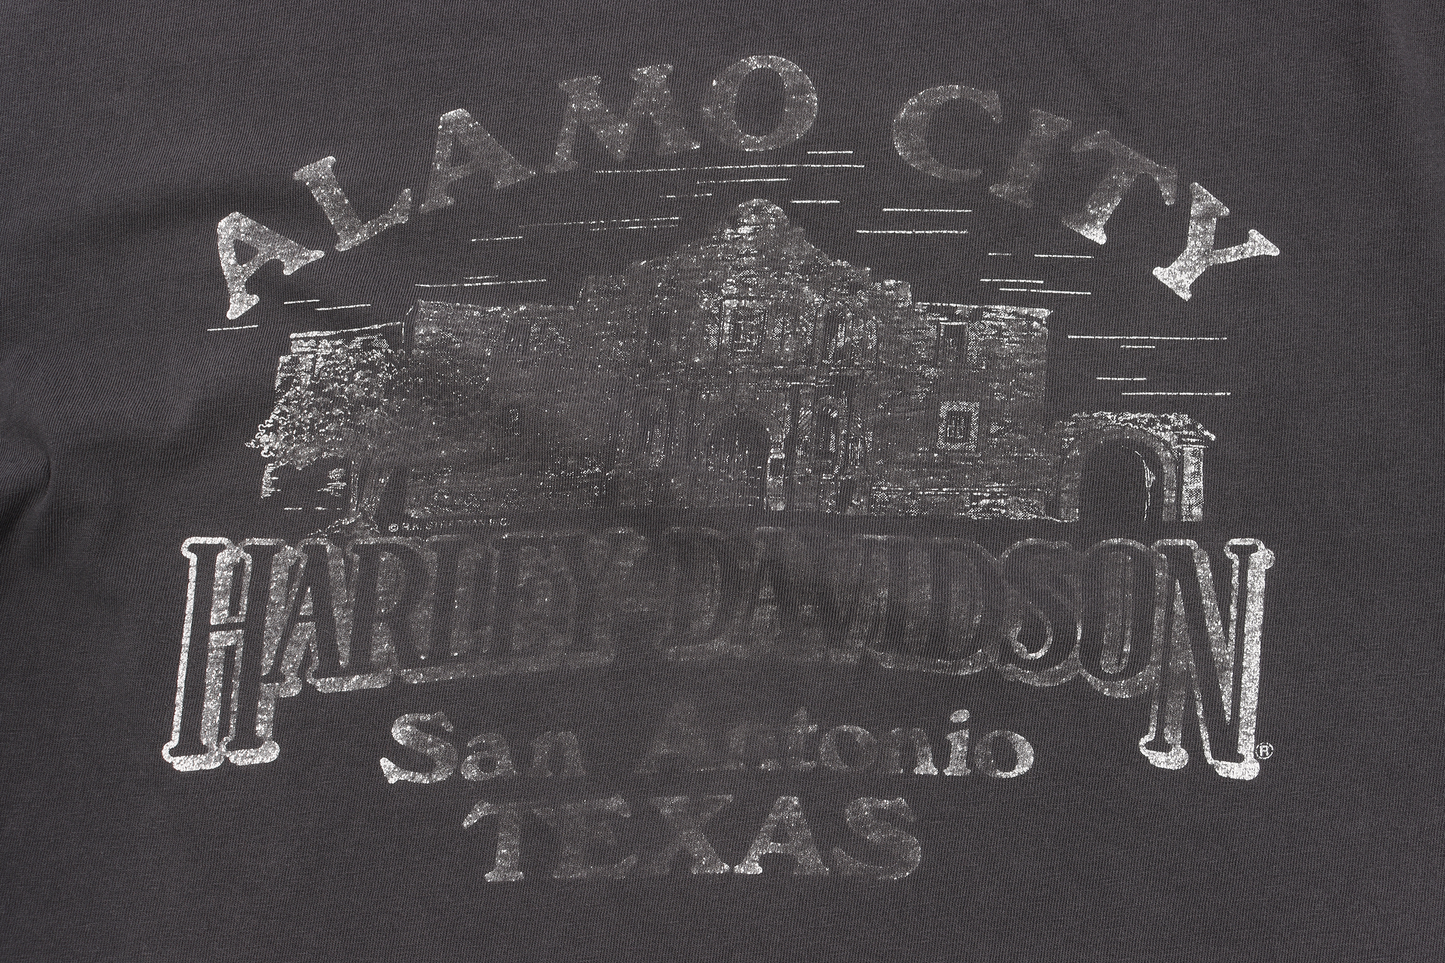 ALAMO CITY
HARLEY-DAVIDSON ®
San Antonio
TEXAS